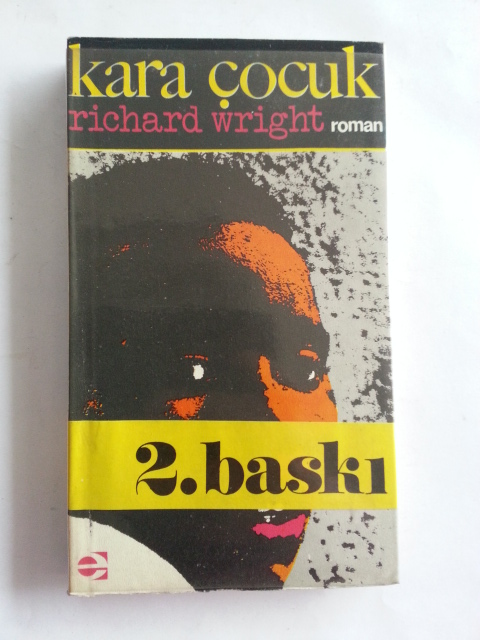 kara çocuk
richard wright roman
2.baskı
e